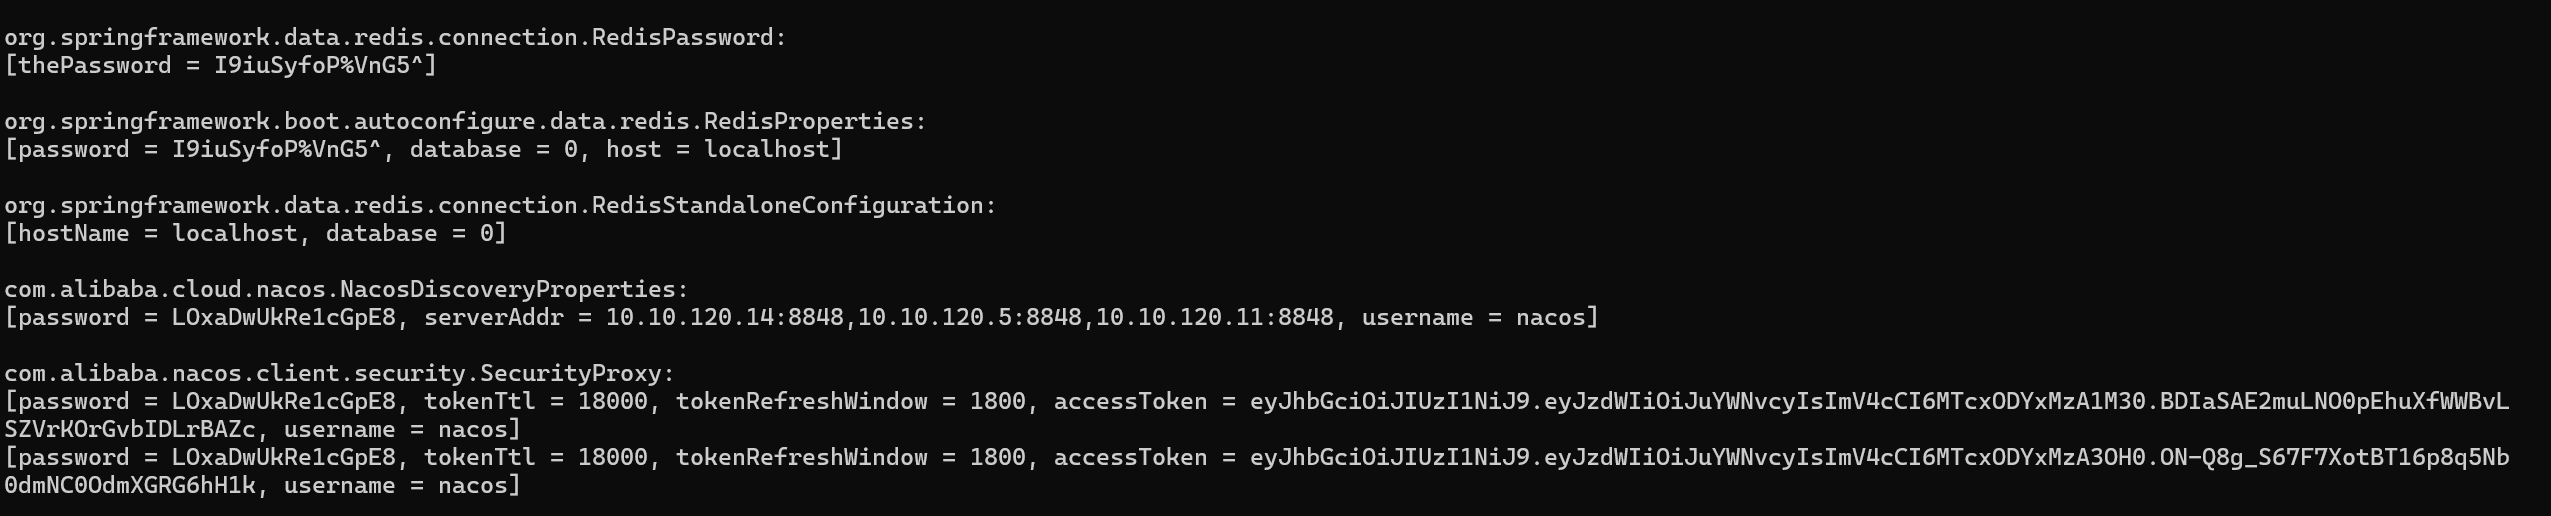 org.springframework.data.redis.connection.RedisPassword:
[thePassword = I9iuSyfoP%VnG5^]
org.springframework.boot.autoconfigure.data.redis.RedisProperties:
[password = I9iuSyfoP%VnG5^, database = 0, host = localhost]
org.springframework.data.redis.connection.RedisStandaloneConfiguration:
[hostName = localhost, database = 0]
com.alibaba.cloud.nacos.NacosDiscoveryProperties:
[password = LOxaDwUkRe1cGpE8, serverAddr = 10.10.120.14:8848,10.10.120.5:8848,10.10.120.11:8848, username = nacos]
com.alibaba.nacos.client.security.SecurityProxy:
[password = LOxaDwUkRe1cGpE8, tokenTtl = 18000, tokenRefreshWindow = 1800, accessToken = eyJhbGciOiJIUzI1NiJ9.eyJzdWIiOiJuYWNvcyIsImV4cCI6MTcxODYxMzA1M30.BDIaSAE2muLNO0pEhuXfWWBvL
SZVrKOrGvbIDLrBAZc, username = nacos]
[password = LOxaDwUkRe1cGpE8, tokenTtl = 18000, tokenRefreshWindow = 1800, accessToken = eyJhbGciOiJIUzI1NiJ9.eyJzdWIiOiJuYWNvcyIsImV4cCI6MTcxODYxMzA3OH0.ON-Q8g_S67F7XotBT16p8q5Nb
0dmNC0OdmXGRG6hH1k, username = nacos]